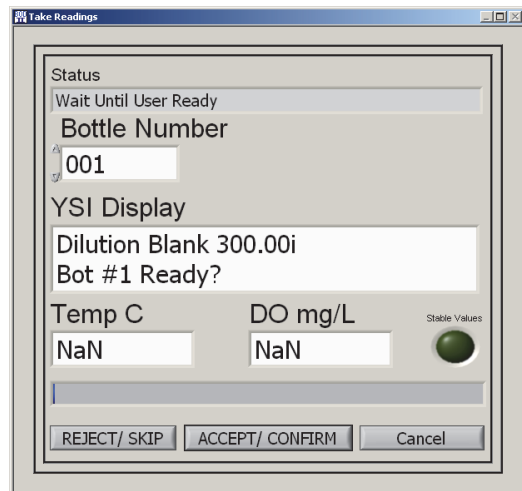 Take Readings
Status
Wait Until User Ready
Bottle Number
001
YSI Display
Dilution Blank 300.00i
Bot #1 Ready?
Temp C
DO mg/L
Stable Values
NaN
NaN
REJECT/ SKIP
ACCEPT/ CONFIRM
Cancel